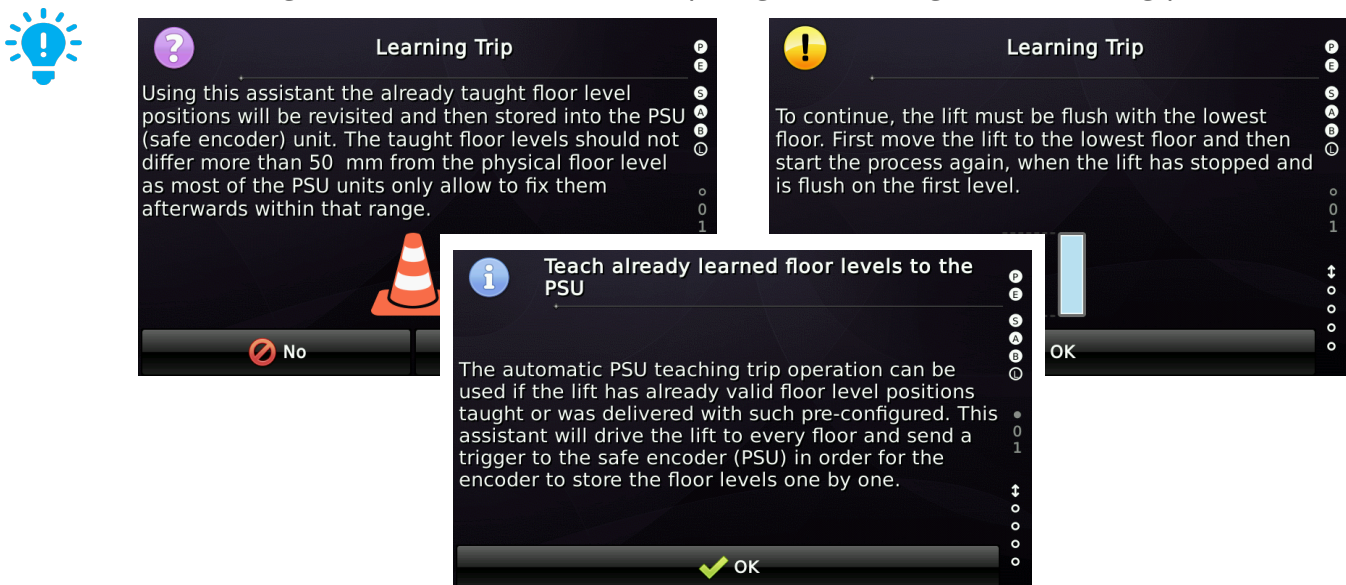 Learning Trip
Using this assistant the already taught floor level
positions will be revisited and then stored into the PSU
(safe encoder) unit. The taught floor levels should not
differ more than 50 mm from the physical floor level
as most of the PSU units only allow to fix them
afterwards within that range.
No
P
E
S
A
B
L
0
1
Learning Trip
To continue, the lift must be flush with the lowest
floor. First move the lift to the lowest floor and then
start the process again, when the lift has stopped and
is flush on the first level.
OK
P
E
S
A
B
L
0
1
Teach already learned floor levels to the
PSU
The automatic PSU teaching trip operation can be
used if the lift has already valid floor level positions
taught or was delivered with such pre-configured. This
assistant will drive the lift to every floor and send a
trigger to the safe encoder (PSU) in order for the
encoder to store the floor levels one by one.
OK
P
E
S
A
B
L
0
1